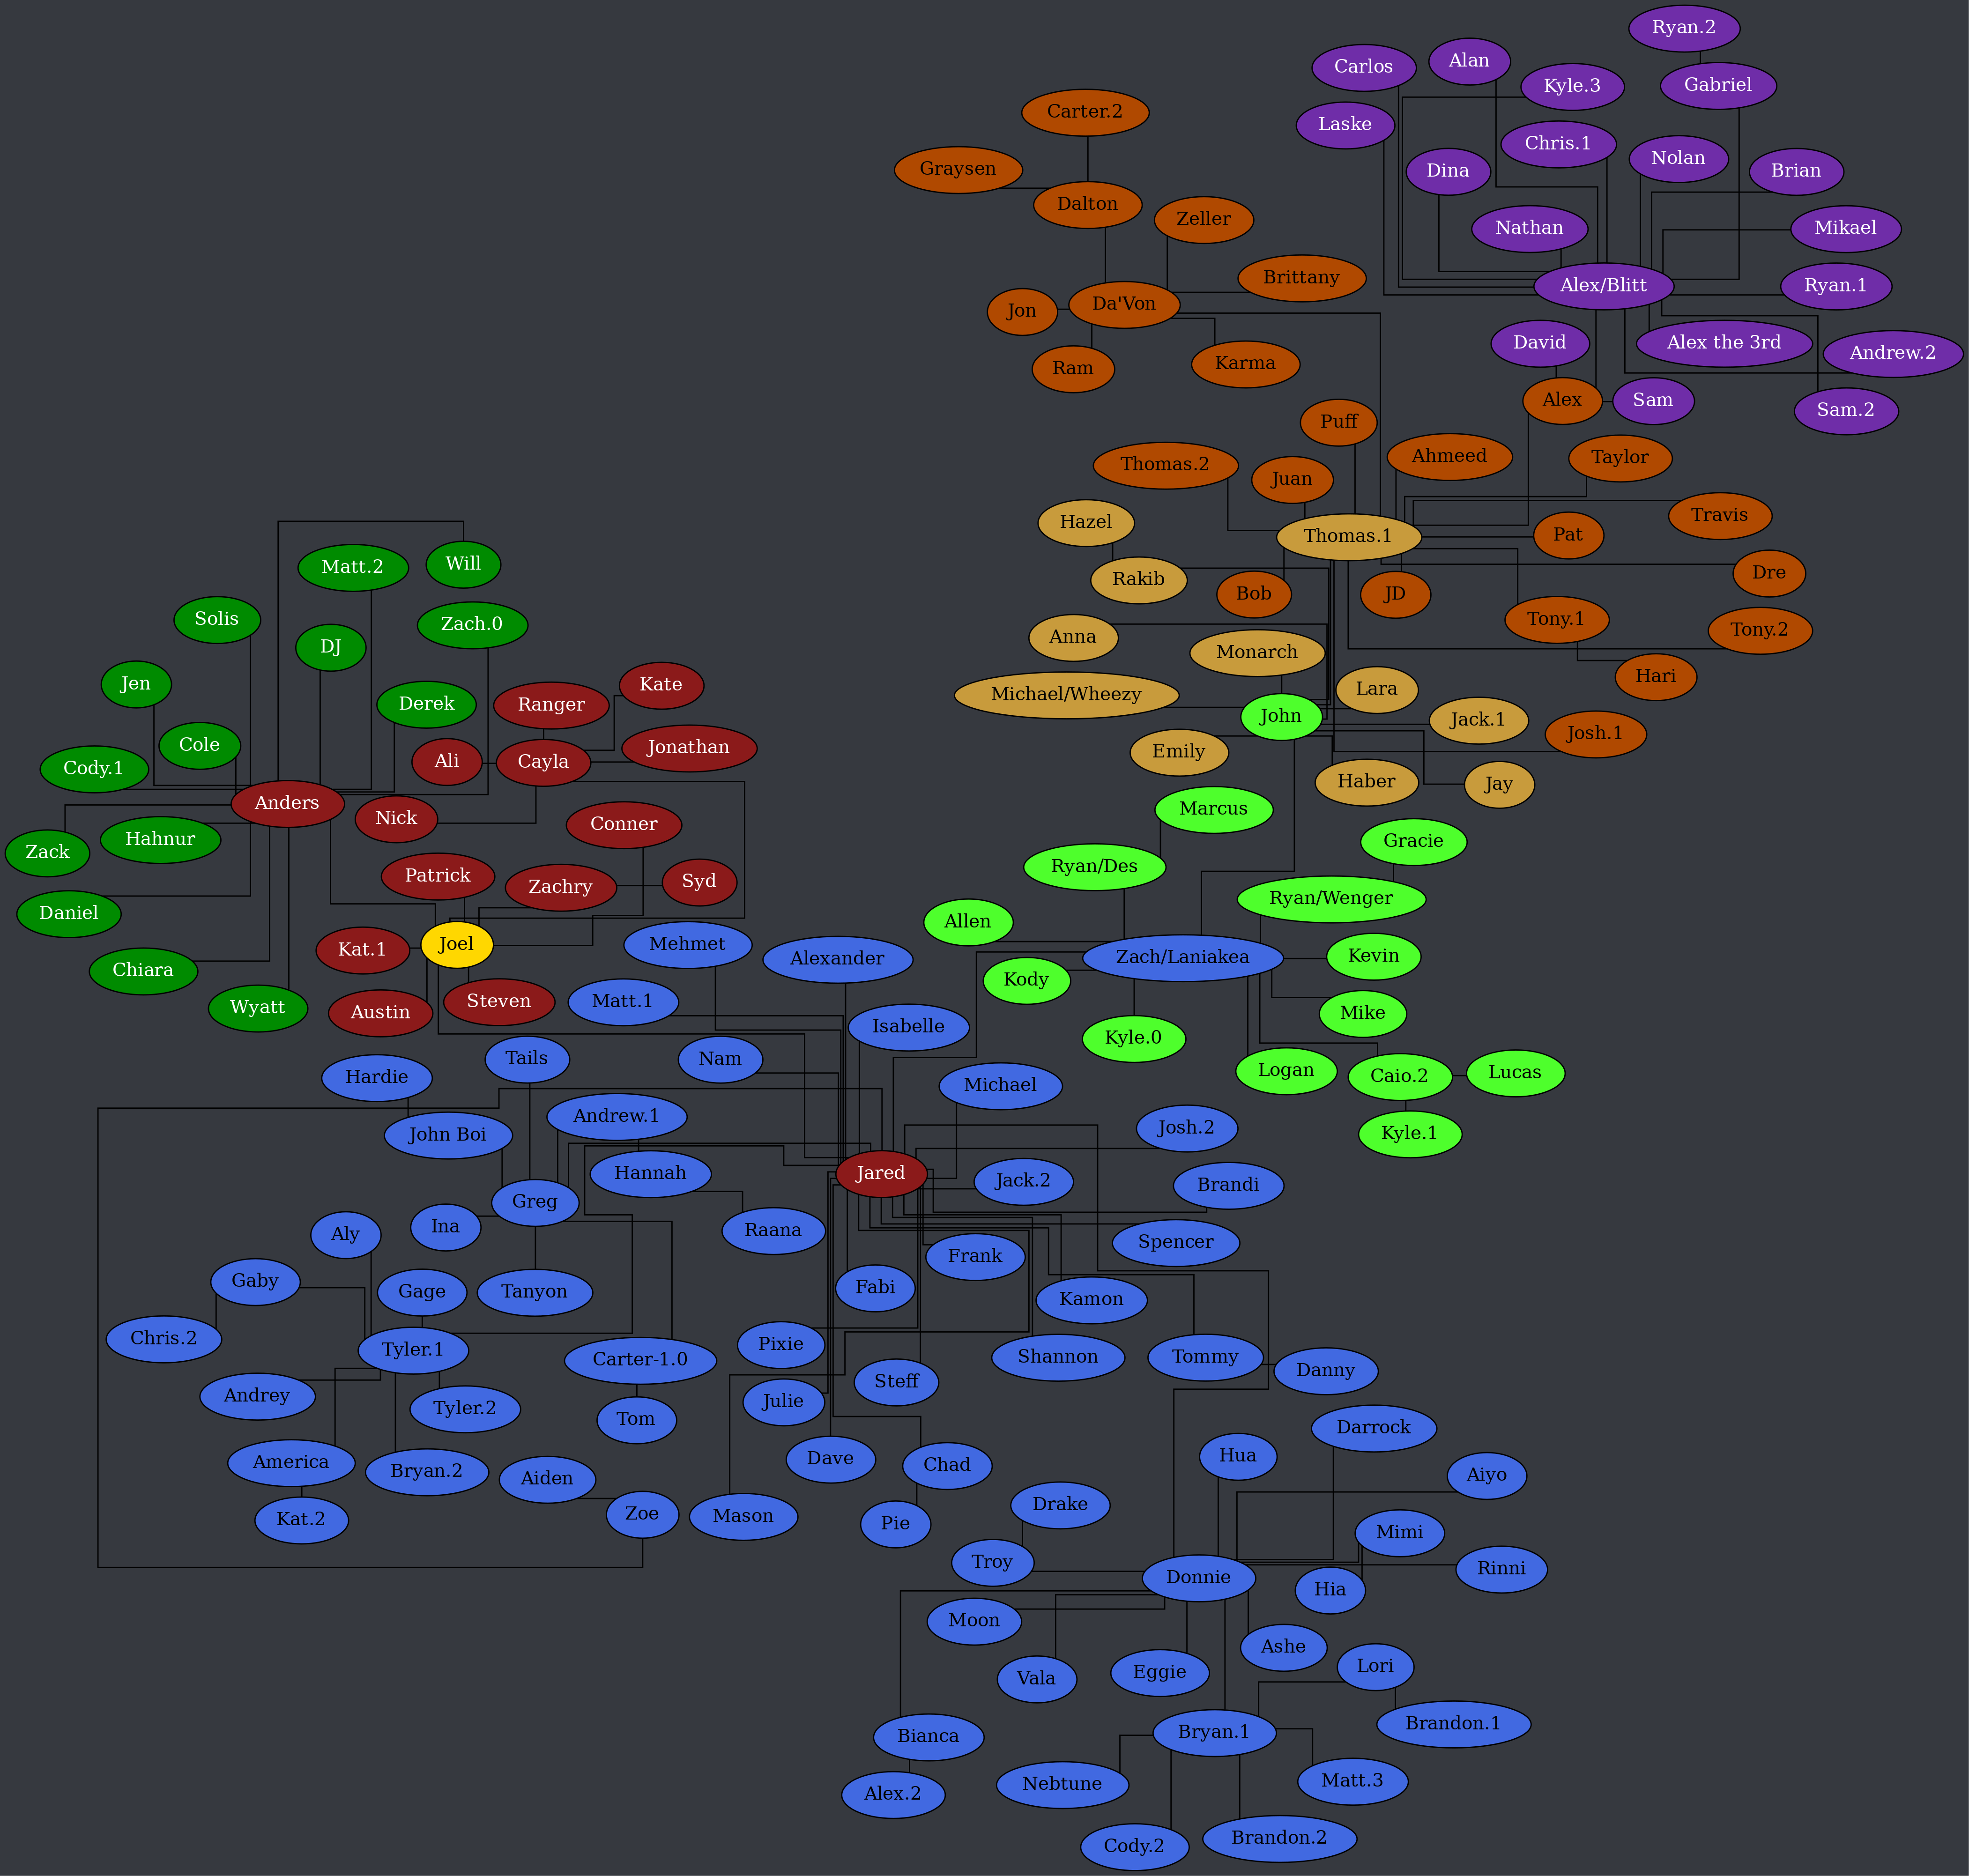 Ryan.2
Carlos
Alan
Kyle.3
Gabriel
Carter.2
Laske
Chris.1
Nolan
Graysen
Dina
Brian
Dalton
Zeller
Nathan
Mikael
Brittany
Alex/Blitt
Ryan.1
Jon
Da'Von
David
Alex the 3rd
Andrew.2
Ram
Karma
Alex
Sam
Sam.2
Puff
Thomas.2
Juan
Ahmeed
Taylor
Hazel
Thomas.1
Pat
Travis
Will
Matt.2
Rakib
Bob
JD
Dre
Solis
DJ
Zach.0
Anna
Monarch
Tony.1
Tony.2
Jen
Derek
Ranger
Kate
Michael/Wheezy
Lara
Hari
Cole
John
Jack.1
Josh.1
Cody.1
Ali
Cayla
Jonathan
Emily
Haber
Jay
Anders
Nick
Conner
Marcus
Zack
Hahnur
Gracie
Patrick
Zachry
Syd
Ryan/Des
Ryan/Wenger
Daniel
Allen
Kat.1
Joel
Mehmet
Alexander
Zach/Laniakea
Kevin
Chiara
Kody
Wyatt
Austin
Steven
Matt.1
Isabelle
Kyle.0
Mike
Hardie
Tails
Nam
Michael
Logan
Caio.2
Lucas
John Boi
Andrew.1
Josh.2
Kyle.1
Hannah
Jared
Jack.2
Brandi
Greg
Ina
Aly
Raana
Frank
Spencer
Gaby
Gage
Tanyon
Fabi
Kamon
Chris.2
Tyler.1
Carter-1.0
Pixie
Shannon
Tommy
Danny
Andrey
Tyler.2
Tom
Julie
Steff
America
Bryan.2
Aiden
Dave
Chad
Hua
Darrock
Aiyo
Kat.2
Zoe
Mason
Pie
Drake
Mimi
Troy
Donnie
Hia
Rinni
Moon
Ashe
Vala
Eggie
Lori
Bianca
Bryan.1
Brandon.1
Alex.2
Nebtune
Matt.3
Cody.2
Brandon.2